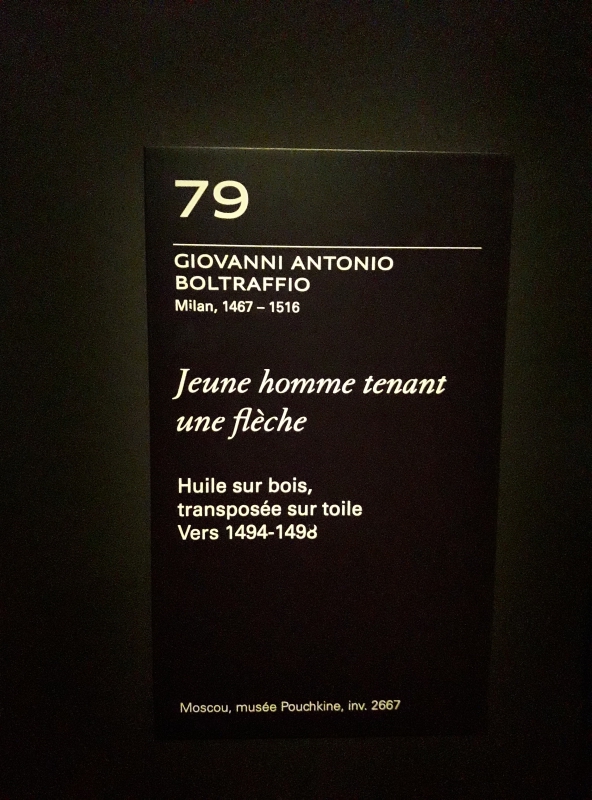 79
GIOVANNI ANTONIO
BOLTRAFFIO
Milan, 1467 – 1516
Jeune homme tenant
une flèche
Huile sur bois,
transposée sur toile
Vers 1494-1498
Moscou, musée Pouchkine, inv. 2667